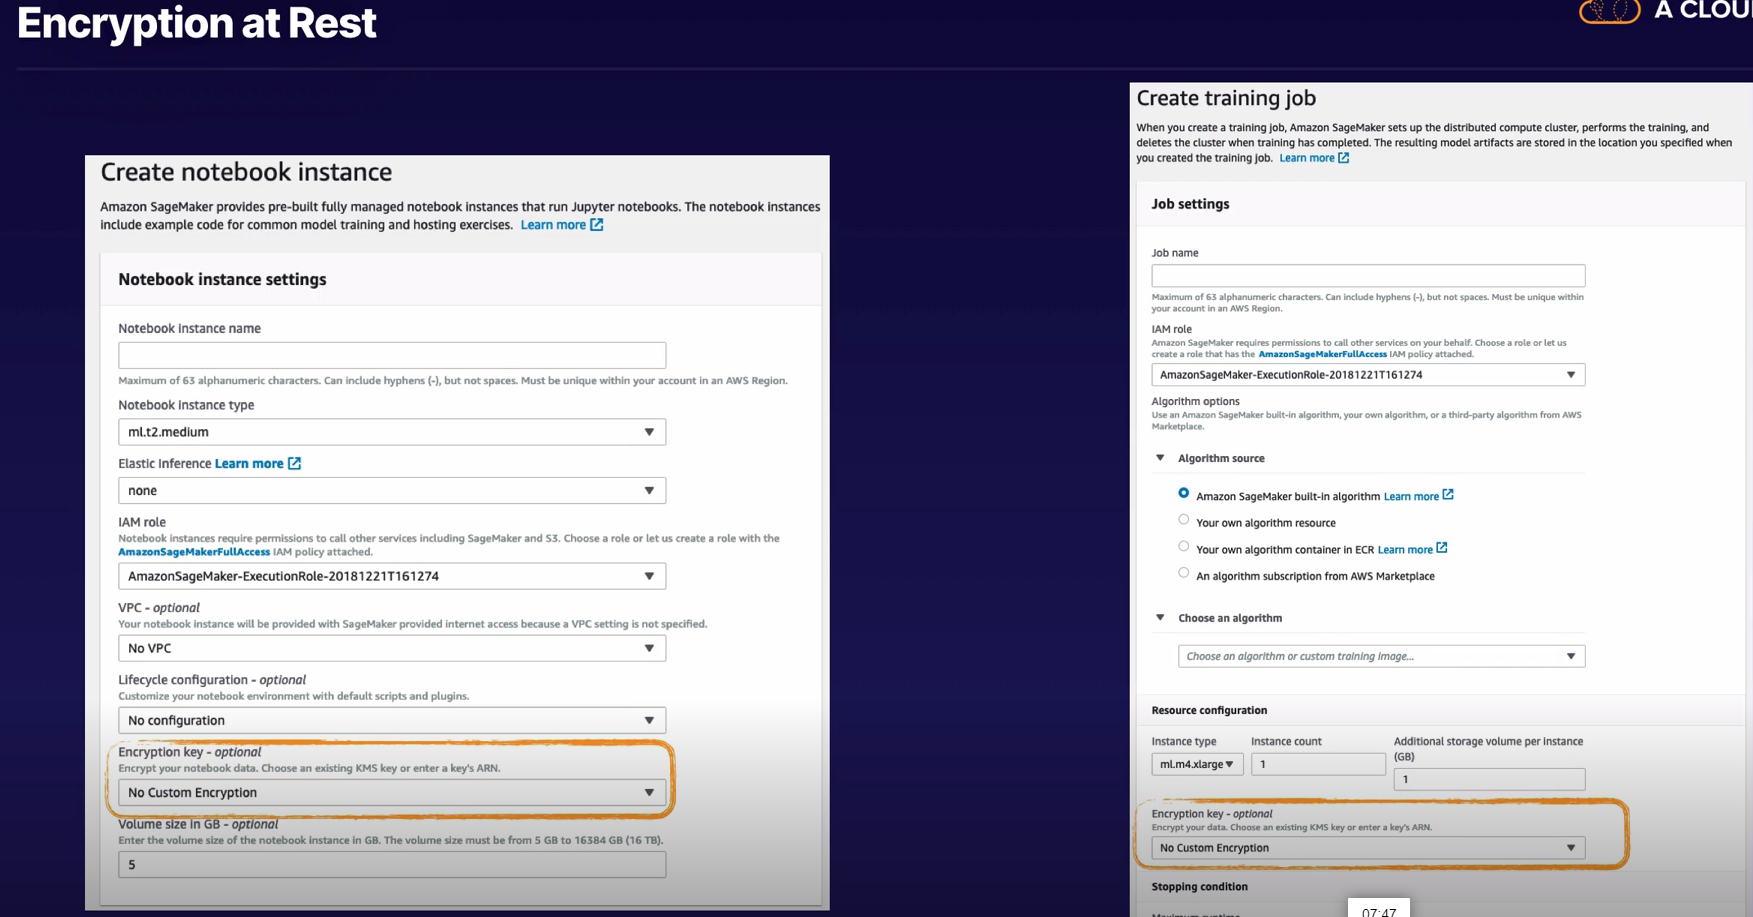 Encryption at Rest
A CLOU
Create notebook instance
Amazon SageMaker provides pre-built fully managed notebook instances that run Jupyter notebooks. The notebook instances
include example code for common model training and hosting exercises. Learn more
Notebook instance settings
Notebook instance name
Maximum of 63 alphanumeric characters. Can include hyphens (-), but not spaces. Must be unique within your account in an AWS Region.
Notebook instance type
ml.t2.medium
Elastic Inference Learn more
none
IAM role
Notebook instances require permissions to call other services including SageMaker and S3. Choose a role or let us create a role with the
AmazonSageMakerFullAccess IAM policy attached.
AmazonSageMaker-ExecutionRole-20181221T161274
VPC - optional
Your notebook instance will be provided with SageMaker provided internet access because a VPC setting is not specified.
No VPC
Lifecycle configuration - optional
Customize your notebook environment with default scripts and plugins.
No configuration
Encryption key - optional
Encrypt your notebook data. Choose an existing KMS key or enter a key's ARN.
No Custom Encryption
Volume size in GB - optional
Enter the volume size of the notebook instance in GB. The volume size must be from 5 GB to 16384 GB (16 TB).
5
Create training job
When you create a training job, Amazon SageMaker sets up the distributed compute cluster, performs the training, and
deletes the cluster when training has completed. The resulting model artifacts are stored in the location you specified when
you created the training job. Learn more
Job settings
Job name
Maximum of 63 alphanumeric characters. Can include hyphens (-), but not spaces. Must be unique within
your account in an AWS Region.
IAM role
Amazon SageMaker requires permissions to call other services on your behalf. Choose a role or let us
create a role that has the AmazonSageMakerFullAccess IAM policy attached.
AmazonSageMaker-ExecutionRole-20181221T161274
Algorithm options
Use an Amazon SageMaker built-in algorithm, your own algorithm, or a third-party algorithm from AWS
Marketplace.
Algorithm source
Amazon SageMaker built-in algorithm Learn more
Your own algorithm resource
Your own algorithm container in ECR Learn more
An algorithm subscription from AWS Marketplace
Choose an algorithm
Choose an algorithm or custom training image...
Resource configuration
Instance type Instance count Additional storage volume per instance
(GB)
ml.m4.xlarge 1
1
Encryption key - optional
Encrypt your data. Choose an existing KMS key or enter a key's ARN.
No Custom Encryption
Stopping condition
Maximum runtime
07:47